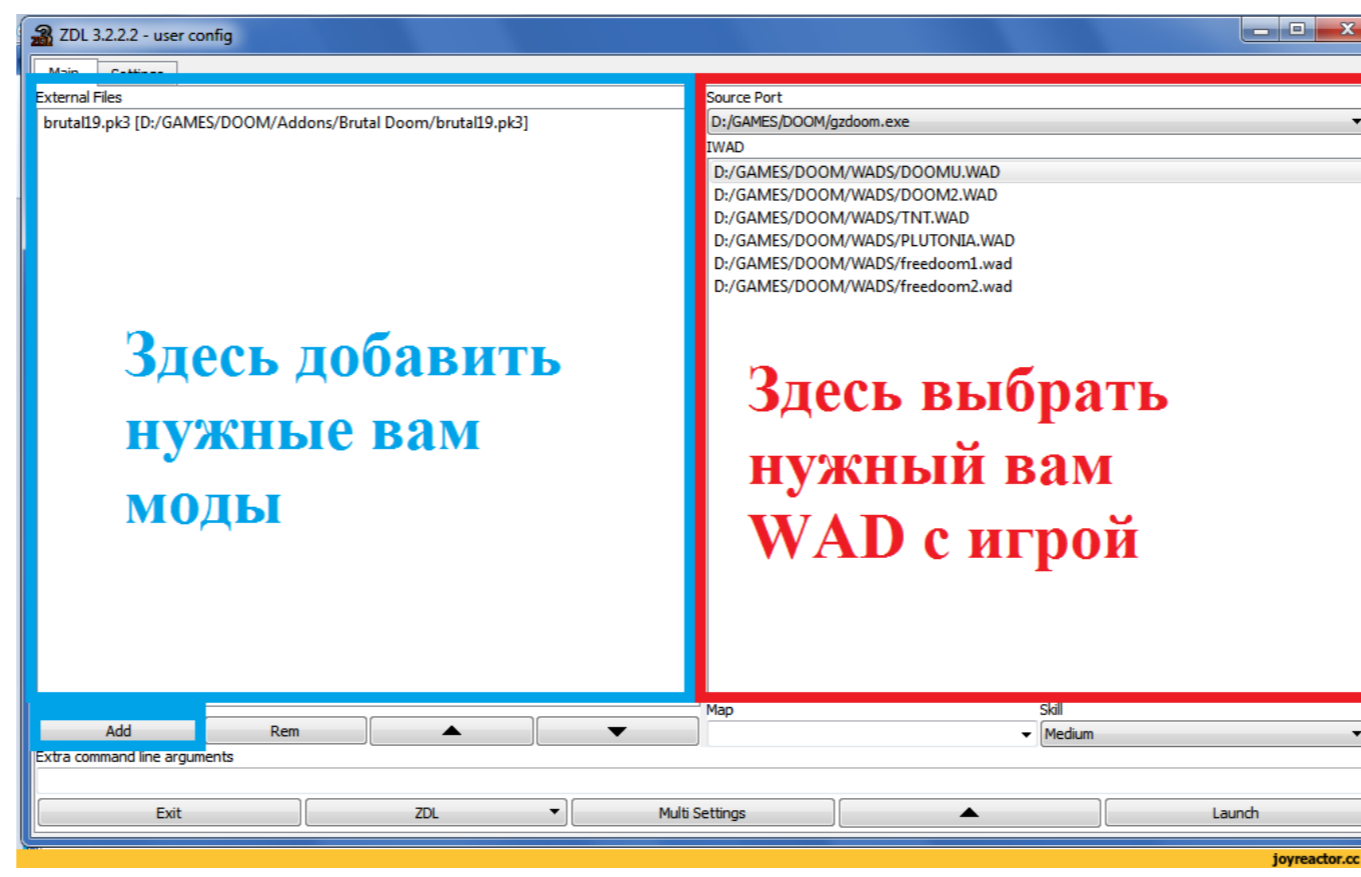 ZDL 3.2.2.2 - user config
Main Settings
External Files
brutal19.pk3 [D:/GAMES/DOOM/Addons/Brutal Doom/brutal19.pk3]
Здесь добавить
нужные вам
моды
Source Port
D:/GAMES/DOOM/gzdoom.exe
IWAD
D:/GAMES/DOOM/WADS/DOOMU.WAD
D:/GAMES/DOOM/WADS/DOOM2.WAD
D:/GAMES/DOOM/WADS/TNT.WAD
D:/GAMES/DOOM/WADS/PLUTONIA.WAD
D:/GAMES/DOOM/WADS/freedoom1.wad
D:/GAMES/DOOM/WADS/freedoom2.wad
Здесь выбрать
нужный вам
WAD с игрой
Add Rem
Map Skill
Medium
Extra command line arguments
Exit ZDL Multi Settings Launch
joyreactor.cc